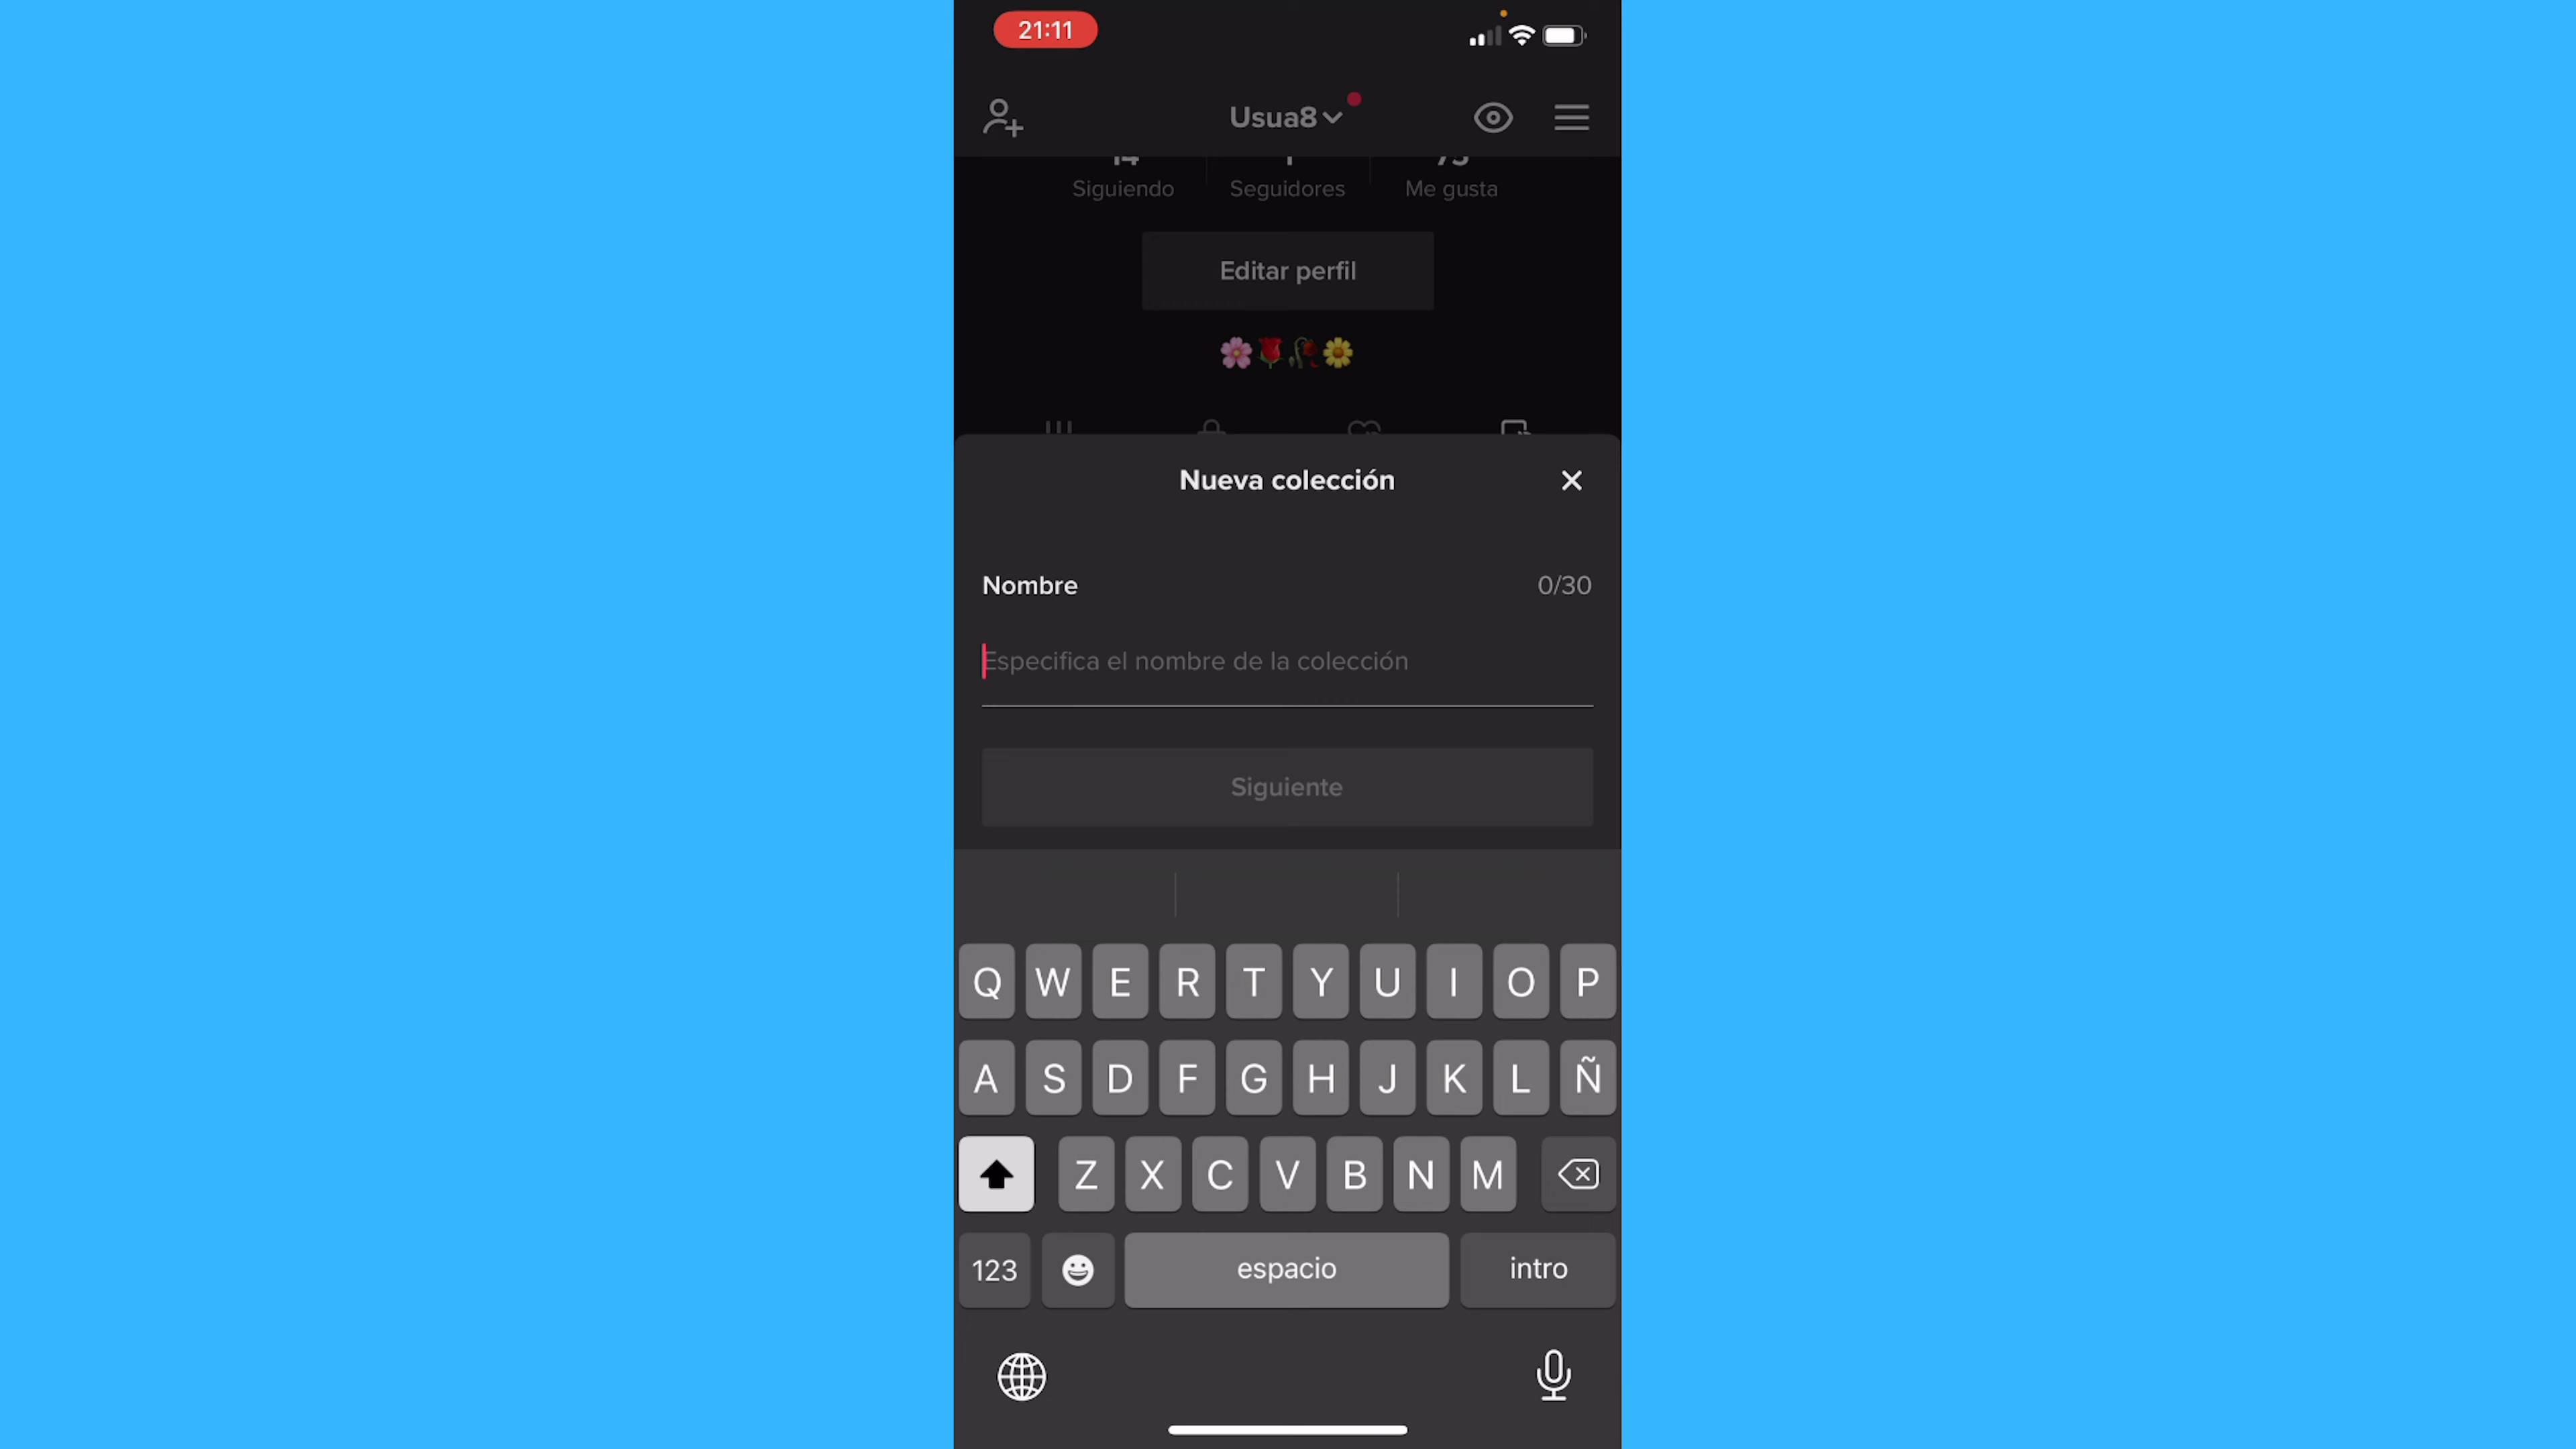 21:11
Usua8
Siguiendo
Seguidores
Me gusta
Editar perfil
Nueva colección
Nombre
0/30
Especifica el nombre de la colección
Siguiente
Q W E R T Y U I O P
A S D F G H J K L Ñ
Z X C V B N M
123
espacio
intro